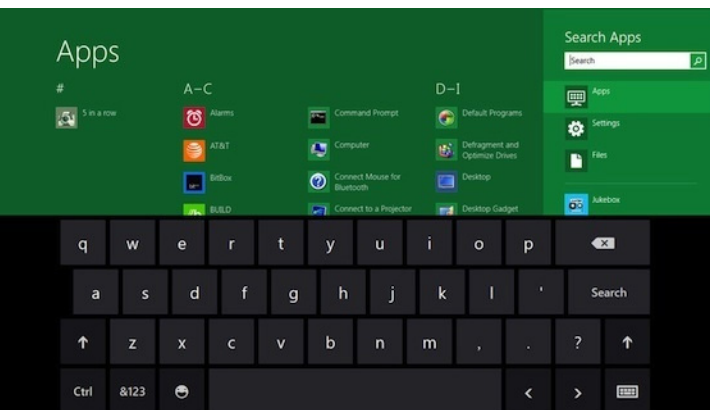 Apps
Search Apps
Search
# A-C D-I
5 in a row Alarms Command Prompt Default Programs Apps
AT&T Computer Defragment and Optimize Drives Settings
BitBox Connect Mouse for Bluetooth Desktop Files
BUILD Connect to a Projector Desktop Gadget Jukebox
q w e r t y u i o p
a s d f g h j k l ' Search
z x c v b n m , . ?
Ctrl &123 < >